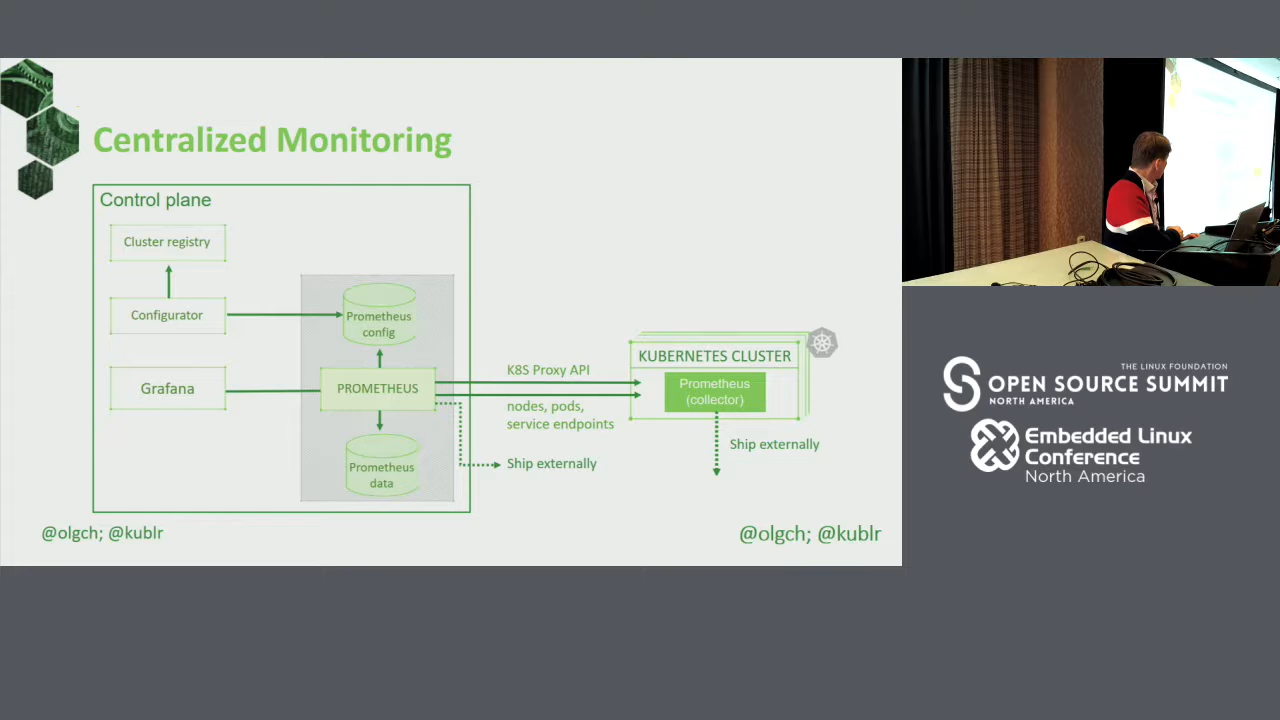 Centralized Monitoring
Control plane
Cluster registry
Configurator
Grafana
Prometheus
config
PROMETHEUS
Prometheus
data
K8S Proxy API
nodes, pods,
service endpoints
Ship externally
KUBERNETES CLUSTER
Prometheus
(collector)
Ship externally
@olgch; @kublr
@olgch; @kublr
THE LINUX FOUNDATION
OPEN SOURCE SUMMIT
NORTH AMERICA
Embedded Linux
Conference
North America